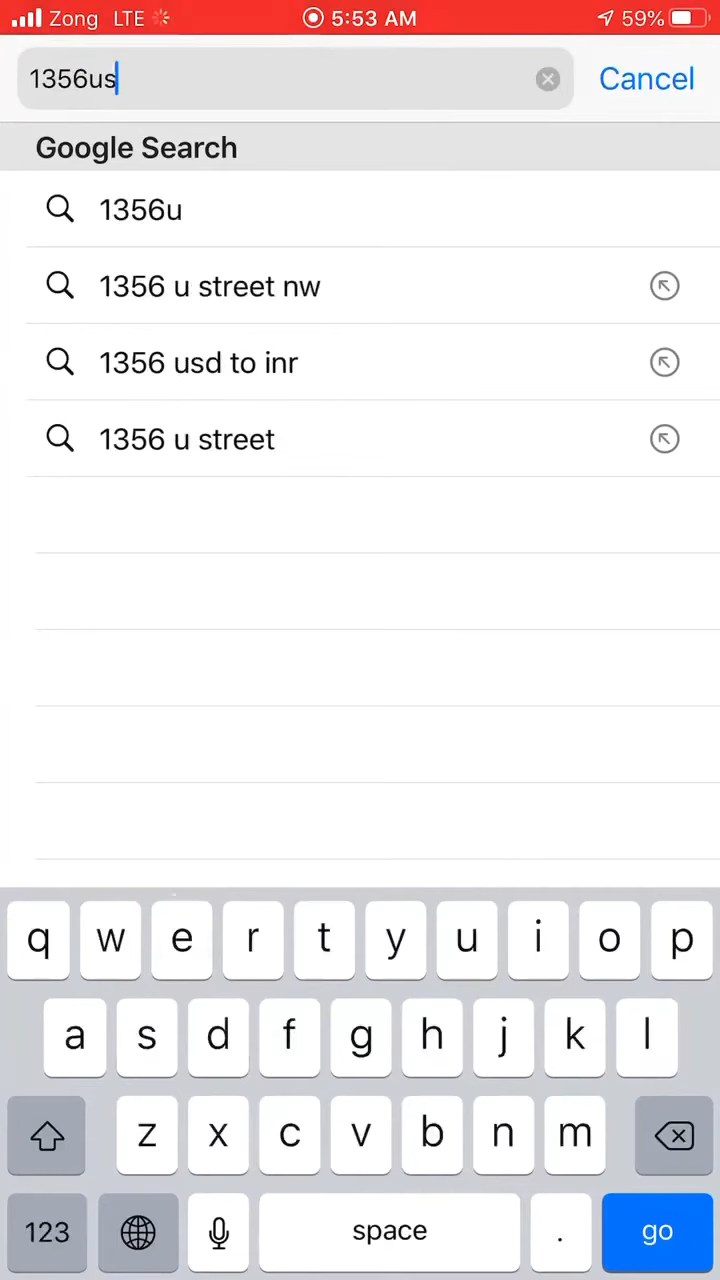 Zong LTE 5:53 AM 59%
1356us Cancel
Google Search
1356u
1356 u street nw
1356 usd to inr
1356 u street
q w e r t y u i o p
a s d f g h j k l
z x c v b n m
123 space . go